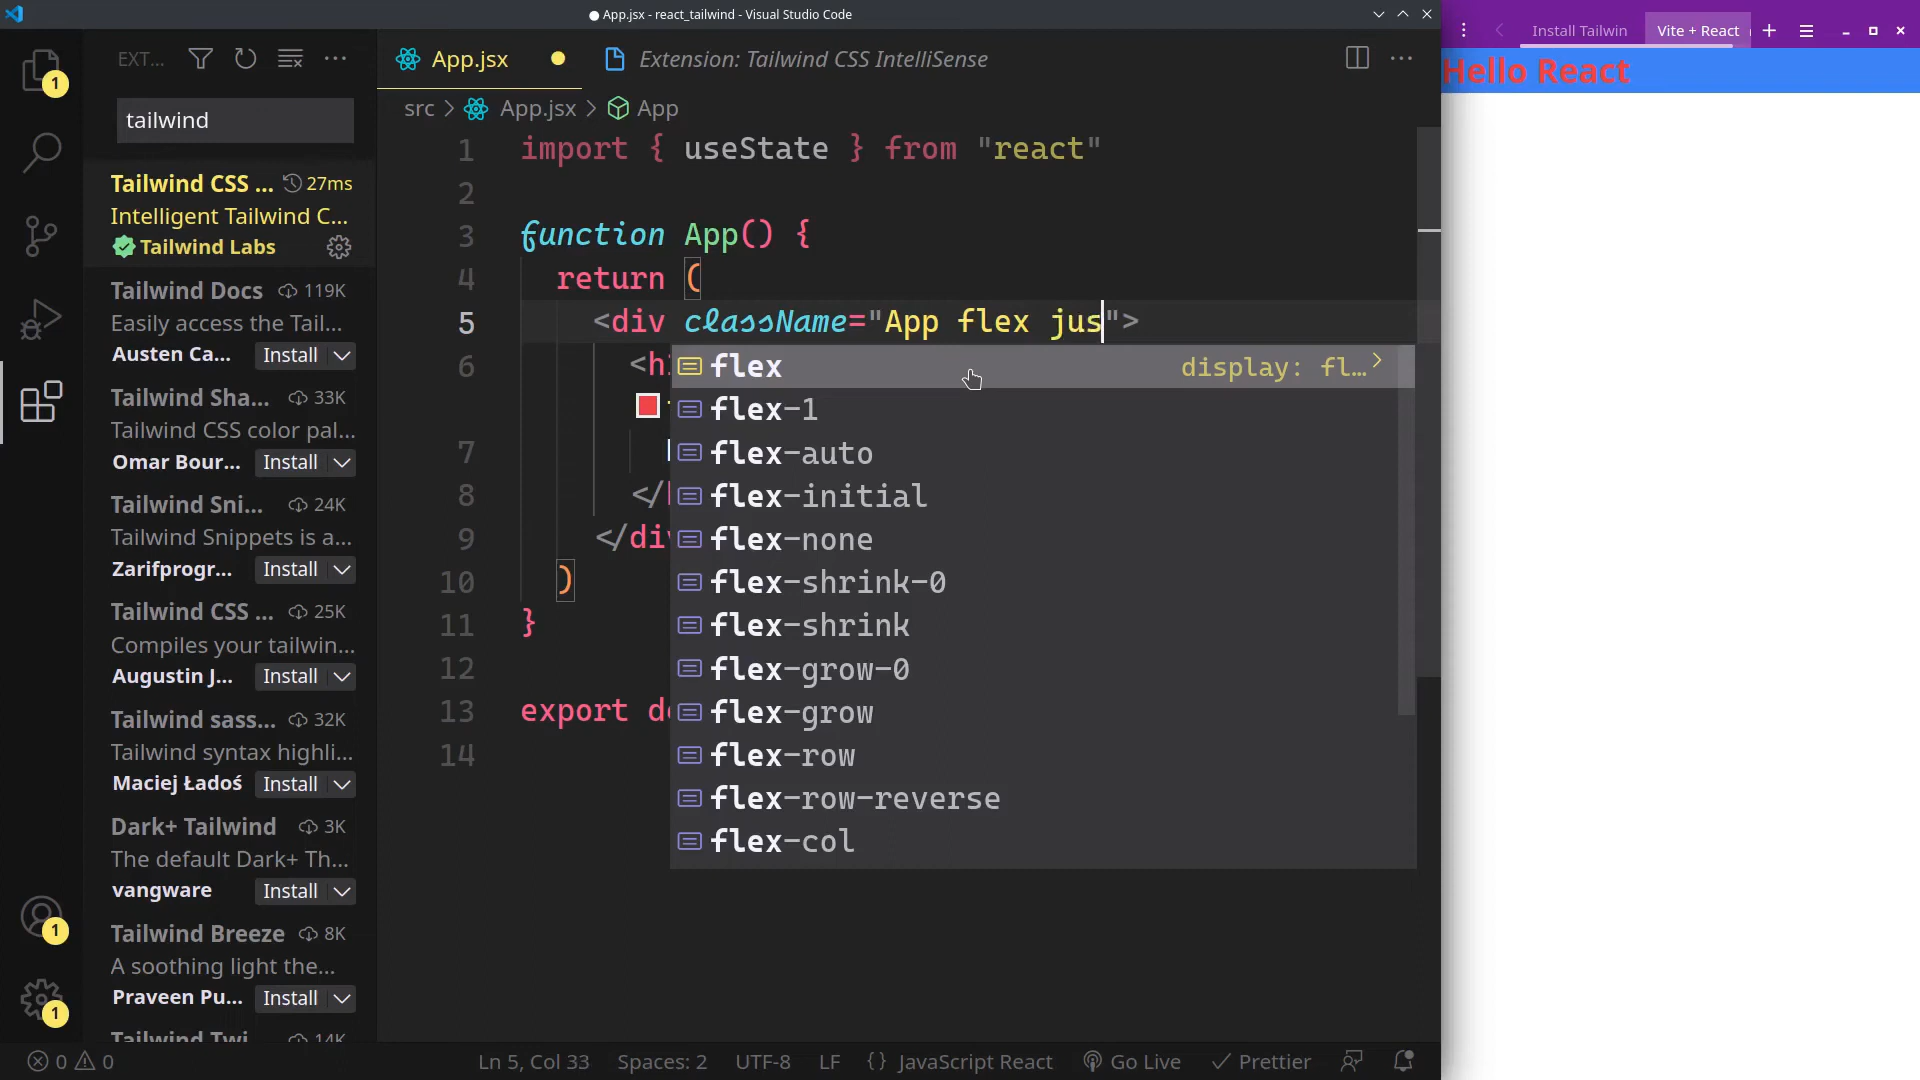 App.jsx - react_tailwind - Visual Studio Code
Install Tailwin
Vite + React
Hello React
EXT...
tailwind
Tailwind CSS ... 27ms
Intelligent Tailwind C...
Tailwind Labs
Tailwind Docs 119K
Easily access the Tail...
Austen Ca... Install
Tailwind Sha... 33K
Tailwind CSS color pal...
Omar Bour... Install
Tailwind Sni... 24K
Tailwind Snippets is a...
Zarifprogr... Install
Tailwind CSS ... 25K
Compiles your tailwin...
Augustin J... Install
Tailwind sass... 32K
Tailwind syntax highli...
Maciej Ładoś Install
Dark+ Tailwind 3K
The default Dark+ Th...
vangware Install
Tailwind Breeze 8K
A soothing light the...
Praveen Pu... Install
Tailwind Twi 14K
App.jsx
Extension: Tailwind CSS IntelliSense
src > App.jsx > App
1 import { useState } from "react"
2
3 function App() {
4 return (
5 <div className="App flex jus">
6 <h
7
8 </
9 </div
10 )
11 }
12
13 export de
14
flex display: fl...
flex-1
flex-auto
flex-initial
flex-none
flex-shrink-0
flex-shrink
flex-grow-0
flex-grow
flex-row
flex-row-reverse
flex-col
1
1
1
0 0
Ln 5, Col 33 Spaces: 2 UTF-8 LF {} JavaScript React Go Live Prettier